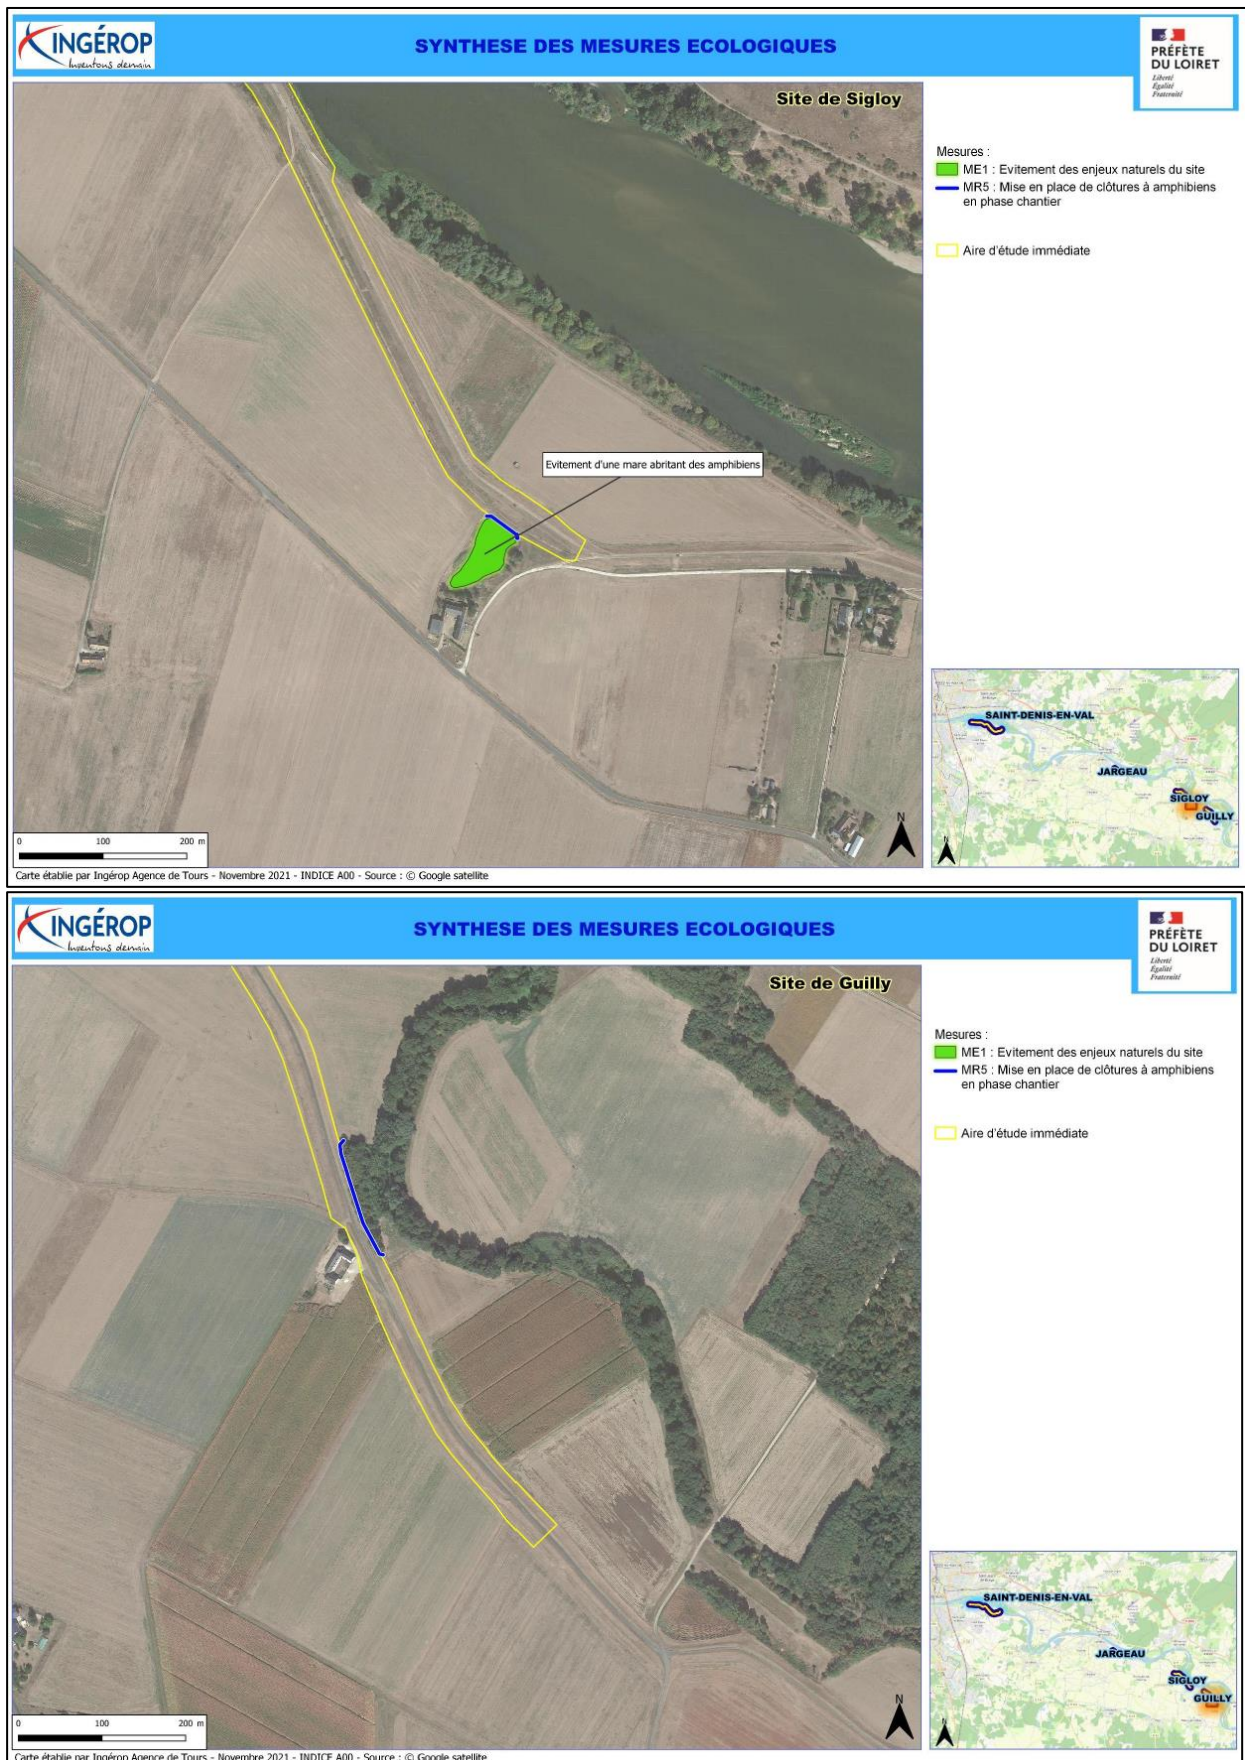 INGÉROP
Inventons demain
SYNTHESE DES MESURES ECOLOGIQUES
PRÉFÈTE
DU LOIRET
Liberté
Égalité
Fraternité
Site de Sigloy
Mesures :
ME1 : Evitement des enjeux naturels du site
MR5 : Mise en place de clôtures à amphibiens
en phase chantier
Aire d'étude immédiate
Evitement d'une mare abritant des amphibiens
SAINT-DENIS-EN-VAL
JARGEAU
SIGLOY
GUILLY
N
N
0 100 200 m
Carte établie par Ingérop Agence de Tours - Novembre 2021 - INDICE A00 - Source : © Google satellite
INGÉROP
Inventons demain
SYNTHESE DES MESURES ECOLOGIQUES
PRÉFÈTE
DU LOIRET
Liberté
Égalité
Fraternité
Site de Guilly
Mesures :
ME1 : Evitement des enjeux naturels du site
MR5 : Mise en place de clôtures à amphibiens
en phase chantier
Aire d'étude immédiate
SAINT-DENIS-EN-VAL
JARGEAU
SIGLOY
GUILLY
N
N
0 100 200 m
Carte établie par Ingérop Agence de Tours - Novembre 2021 - INDICE A00 - Source : © Google satellite